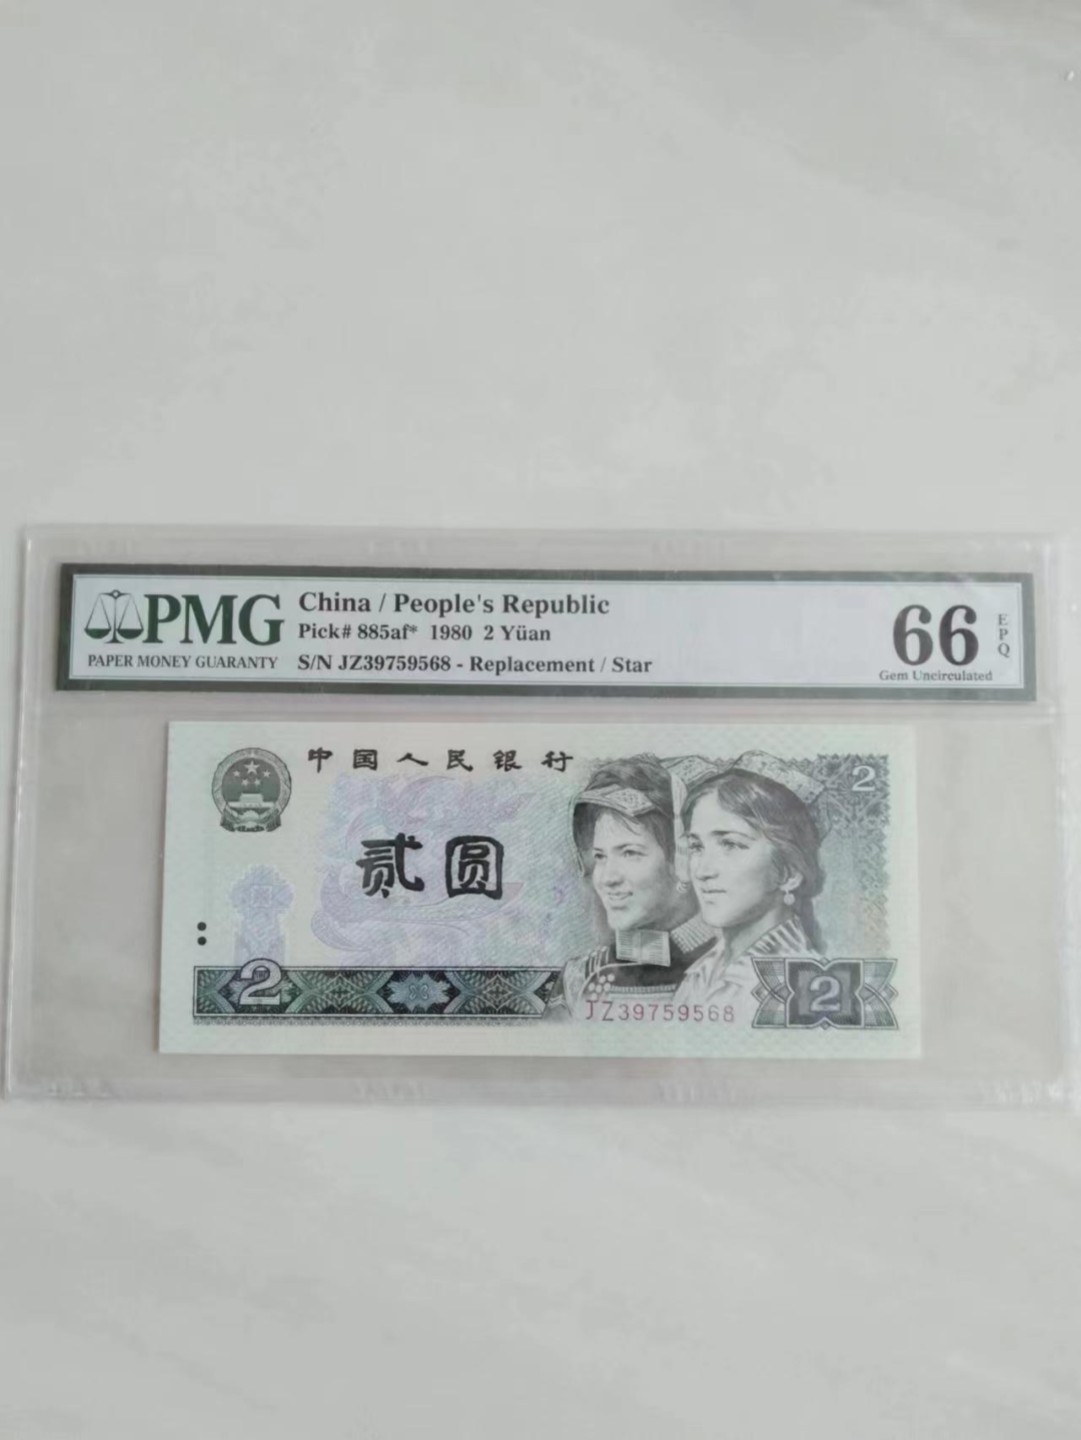 PMG
PAPER MONEY GUARANTY
China / People's Republic
Pick# 885af* 1980 2 Yüan
S/N JZ39759568 - Replacement / Star
66
EPQ
Gem Uncirculated
中国人民银行
2
贰圆
2
2
JZ39759568